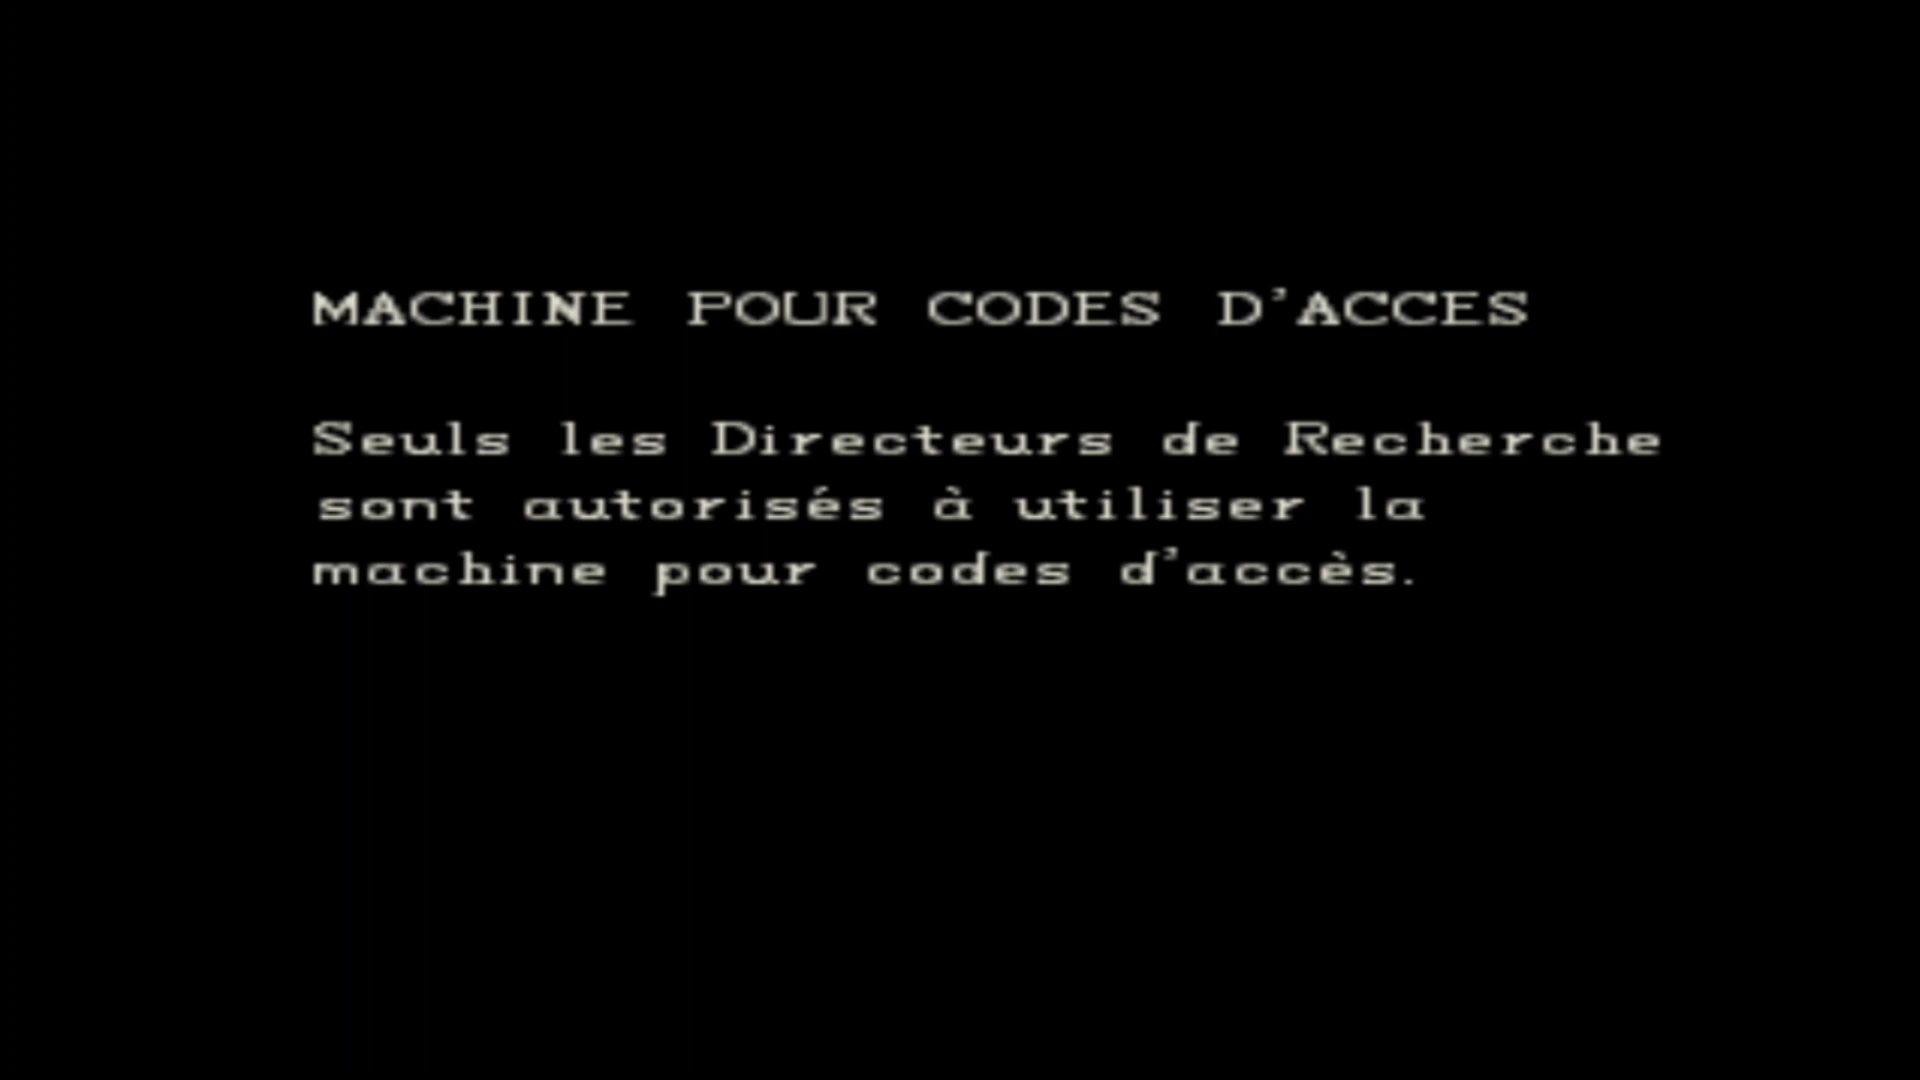 MACHINE POUR CODES D'ACCES
Seuls les Directeurs de Recherche
sont autorisés à utiliser la
machine pour codes d'accès.